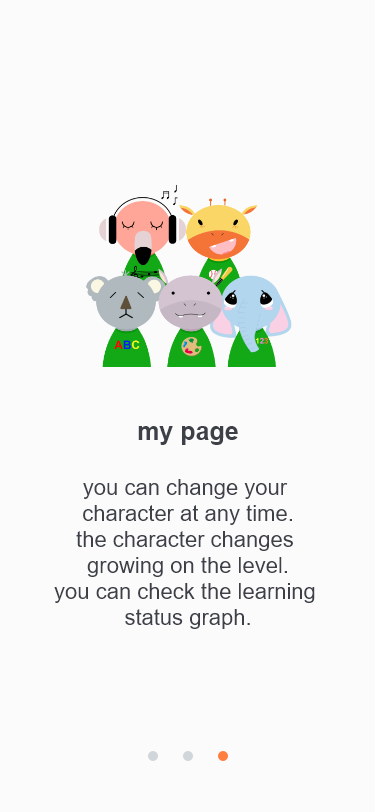 ABC
123
my page
you can change your
character at any time.
the character changes
growing on the level.
you can check the learning
status graph.